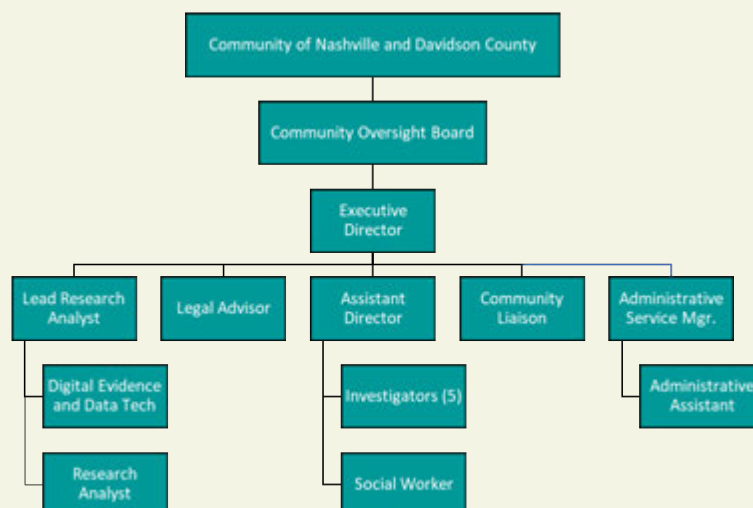 Community of Nashville and Davidson County
Community Oversight Board
Executive
Director
Lead Research
Analyst
Legal Advisor
Assistant
Director
Community
Liaison
Administrative
Service Mgr.
Digital Evidence
and Data Tech
Investigators (5)
Administrative
Assistant
Research
Analyst
Social Worker